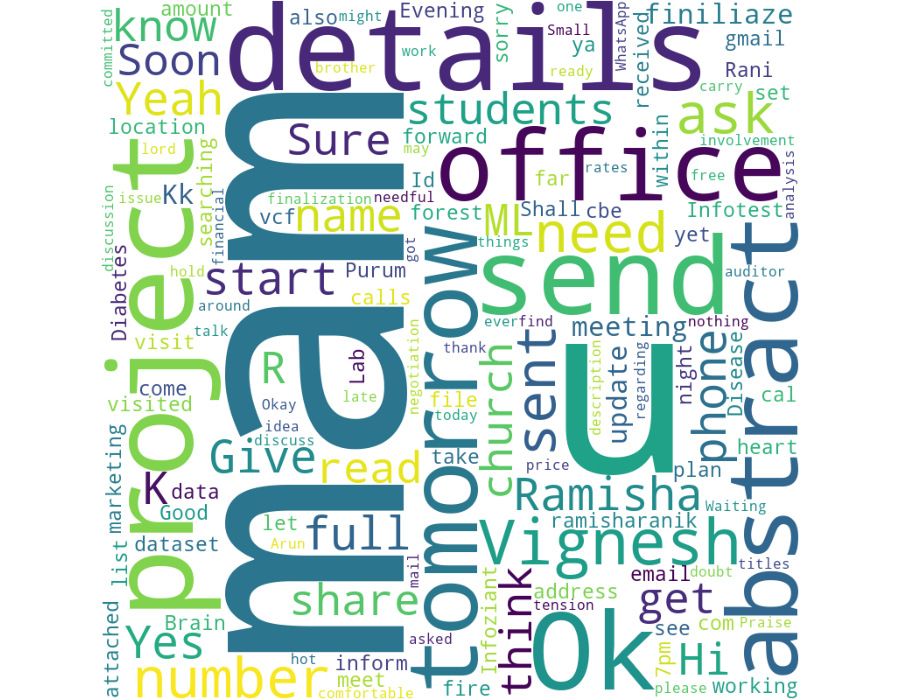 amount
know
committed
Soon
details
also
might
Evening
sorry
one
finiliaze
Small
WhatsApp
gmail
work
ya
brother
ready
received
Rani
Yeah
carry
set
students
ask
location
Sure
forward
involvement
lord
may
office
within
rates
analysis
project
searching
Id
far
free
issue
Kk
finalization
needful
vcf
name
forest
ML
Shall
cbe
Infotest
financial
need
yet
discussion
things
mam
got
tomorrow
abstract
Diabetes
hold
start
Purum
send
auditor
calls
around
talk
ever
find
meeting
nothing
visit
thank
u
sent
description
update
regarding
night
phone
Disease
R
Lab
negotiation
church
come
late
file
cal
visited
Okay
today
idea
discuss
heart
marketing
Give
read
take
price
plan
K
data
Ramisha
Waiting
Good
let
full
ramisharanik
Vignesh
list
dataset
Arun
mail
titles
Infoziant
think
email
doubt
share
address
get
attached
Brain
tension
Ok
see
com
Praise
Yes
asked
7pm
Hi
number
hot
inform
meet
comfortable
fire
please
working